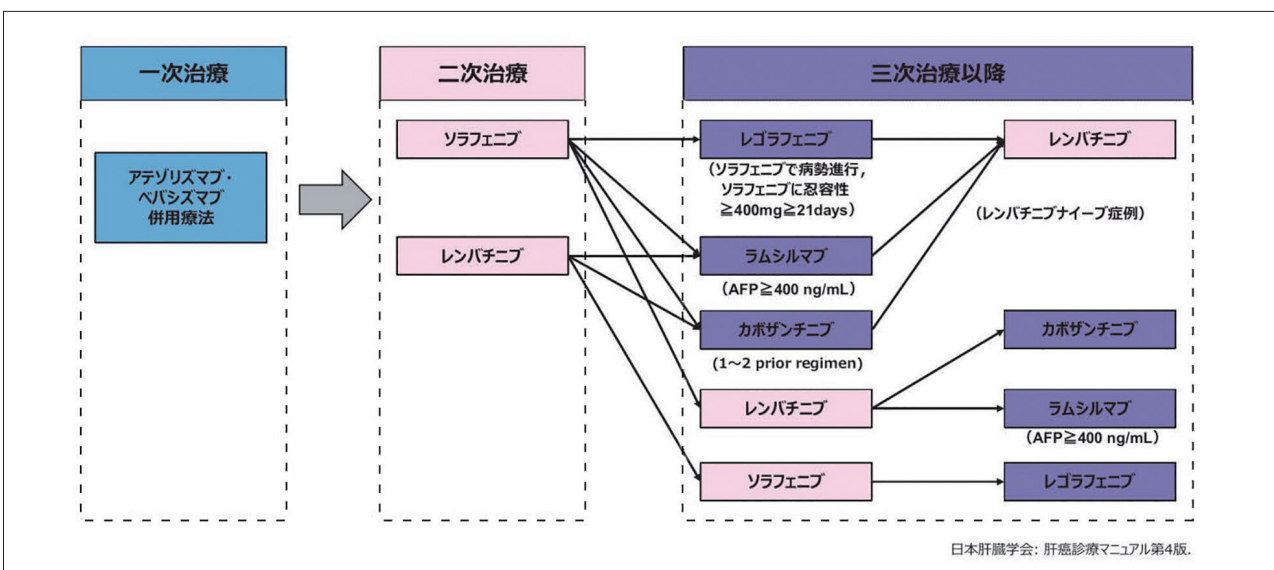 一次治療
二次治療
三次治療以降
アテゾリズマブ・
ベバシズマブ
併用療法
ソラフェニブ
レンバチニブ
レゴラフェニブ
(ソラフェニブで病勢進行,
ソラフェニブに忍容性
≧400mg≧21days)
ラムシルマブ
(AFP≧400 ng/mL)
カボザンチニブ
(1〜2 prior regimen)
レンバチニブ
ソラフェニブ
レンバチニブ
(レンバチニブナイーブ症例)
カボザンチニブ
ラムシルマブ
(AFP≧400 ng/mL)
レゴラフェニブ
日本肝臓学会: 肝癌診療マニュアル第4版.